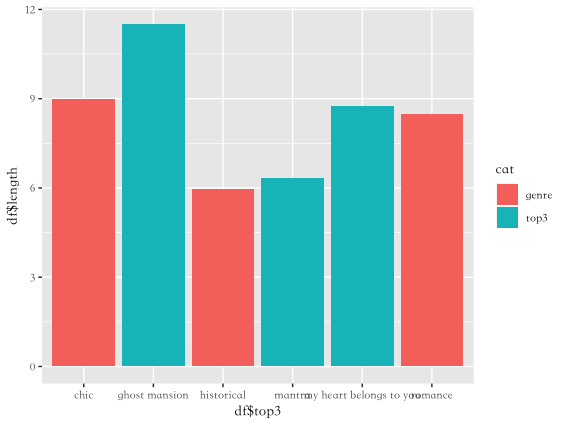 12
9
6
3
0
df$length
chic
ghost mansion
historical
mantra
my heart belongs to you
romance
df$top3
cat
genre
top3